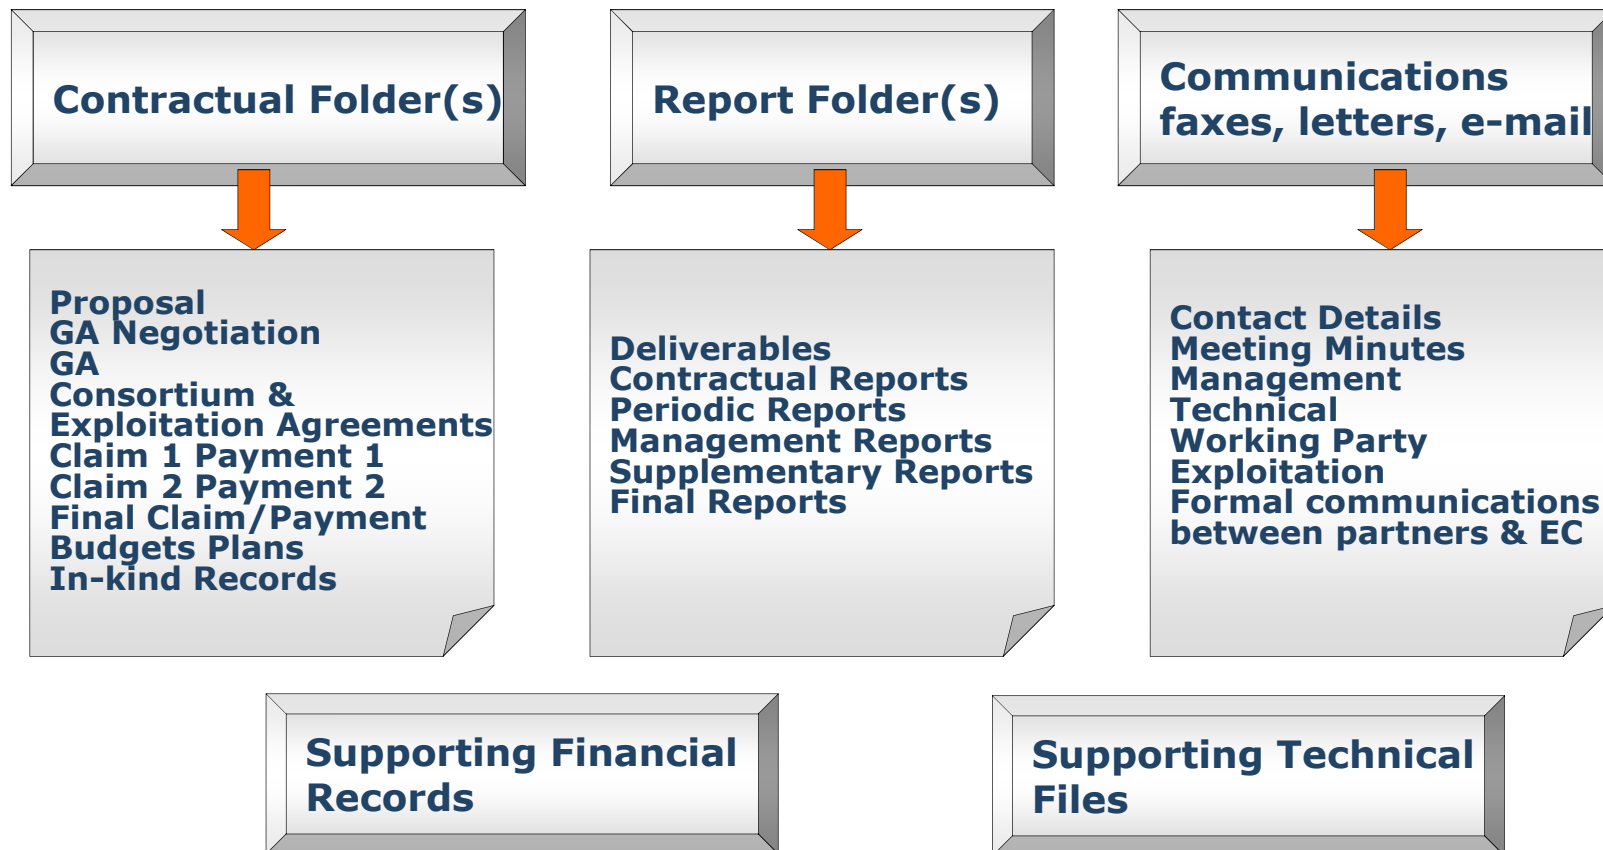 Contractual Folder(s)
Report Folder(s)
Communications
faxes, letters, e-mail
Proposal
GA Negotiation
GA
Consortium &
Exploitation Agreements
Claim 1 Payment 1
Claim 2 Payment 2
Final Claim/Payment
Budgets Plans
In-kind Records
Deliverables
Contractual Reports
Periodic Reports
Management Reports
Supplementary Reports
Final Reports
Contact Details
Meeting Minutes
Management
Technical
Working Party
Exploitation
Formal communications
between partners & EC
Supporting Financial
Records
Supporting Technical
Files